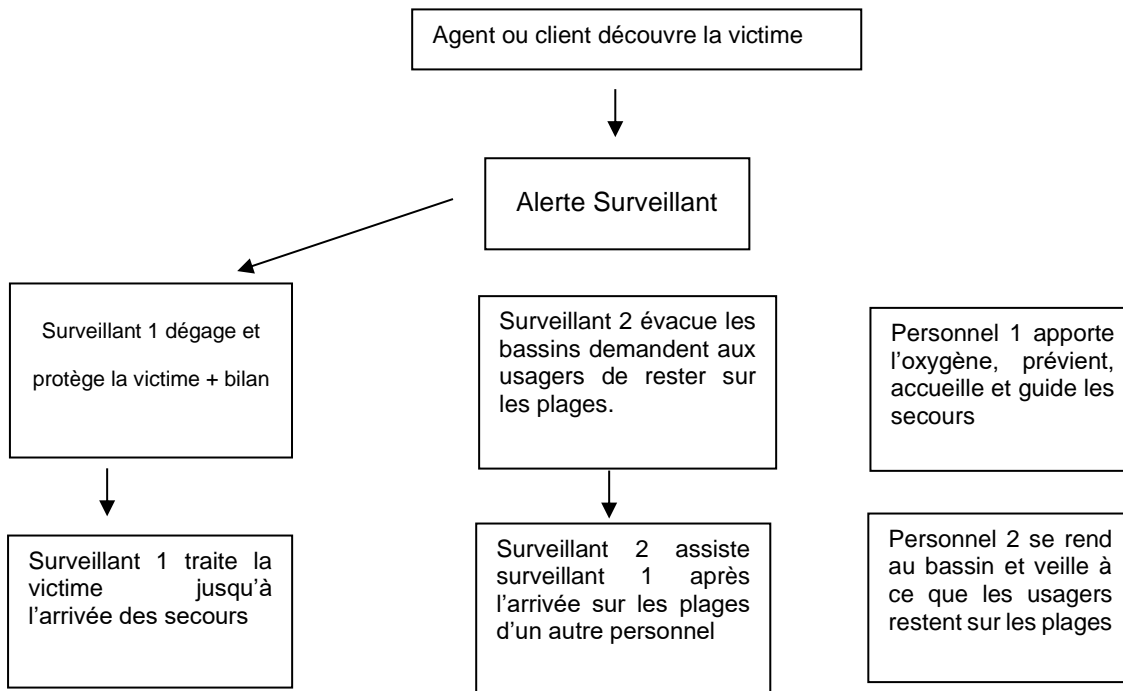 Agent ou client découvre la victime
Alerte Surveillant
Surveillant 1 dégage et
protège la victime + bilan
Surveillant 2 évacue les
bassins demandent aux
usagers de rester sur
les plages.
Personnel 1 apporte
l’oxygène, prévient,
accueille et guide les
secours
Surveillant 1 traite la
victime jusqu’à
l’arrivée des secours
Surveillant 2 assiste
surveillant 1 après
l’arrivée sur les plages
d’un autre personnel
Personnel 2 se rend
au bassin et veille à
ce que les usagers
restent sur les plages